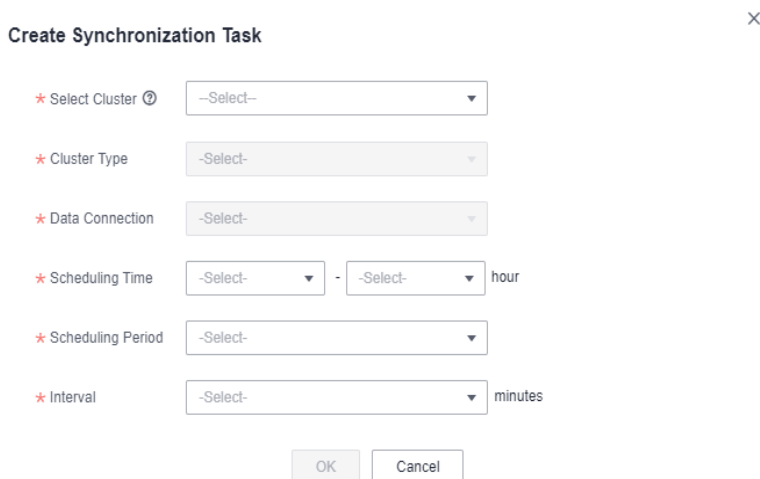 Create Synchronization Task
* Select Cluster ? --Select--
* Cluster Type -Select-
* Data Connection -Select-
* Scheduling Time -Select- - -Select- hour
* Scheduling Period -Select-
* Interval -Select- minutes
OK Cancel